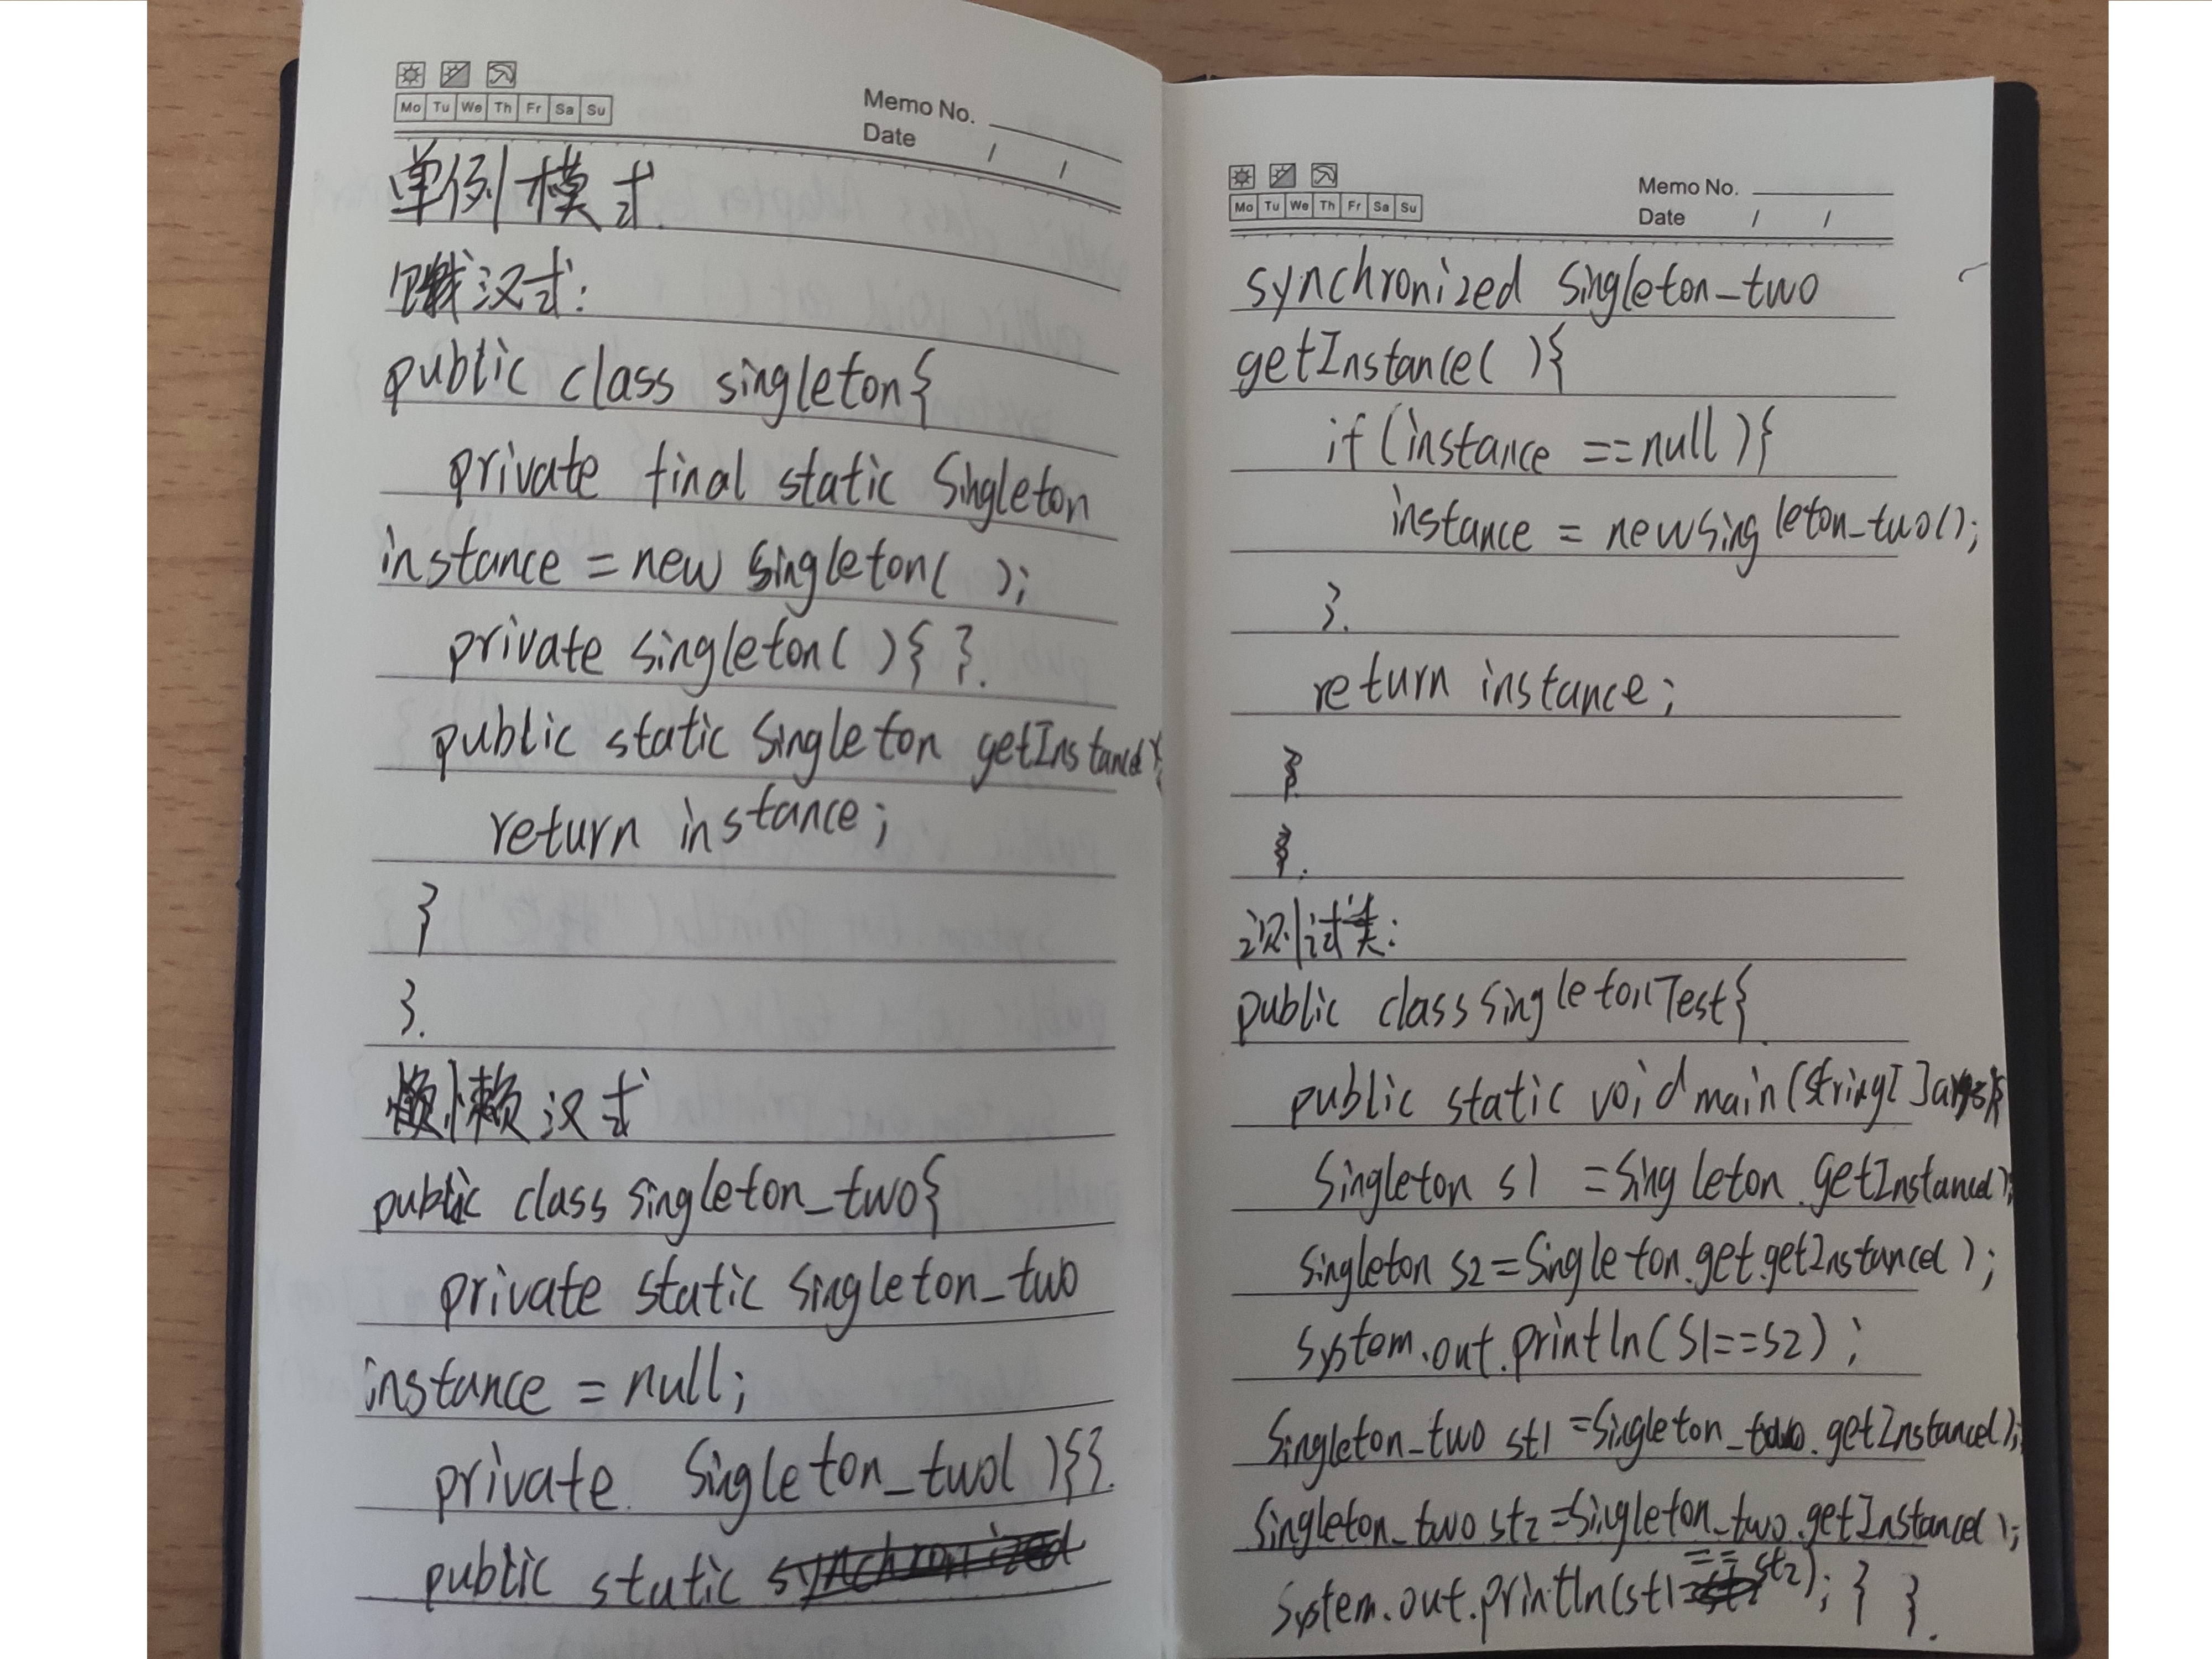 Mo Tu We Th Fr Sa Su
Memo No.
Date / /
单例模式.
饿汉式:
public class singleton{
private final static Singleton
instance = new Singleton( );
private singleton( ){ }.
public static Singleton getInstance(){
return instance;
}
}.
懒汉式
public class Singleton_two{
private static Singleton_two
instance = null;
private. Singleton_two( ){}.
public static
Mo Tu We Th Fr Sa Su
Memo No.
Date / /
synchronized Singleton_two
getInstance( ){
if(instance ==null){
instance = new Singleton_two();
}.
return instance;
}
}.
测试类:
public class SingletonTest{
public static void main(String[ ]args){
Singleton s1 =Singleton.getInstance();
Singleton s2=Singleton.get.getInstance( );
System.out.println(S1==S2);
Singleton_two st1 =Singleton_two.getInstance();
Singleton_two st2 =Singleton_two.getInstance( );
System.out.println(st1==st2); } }.